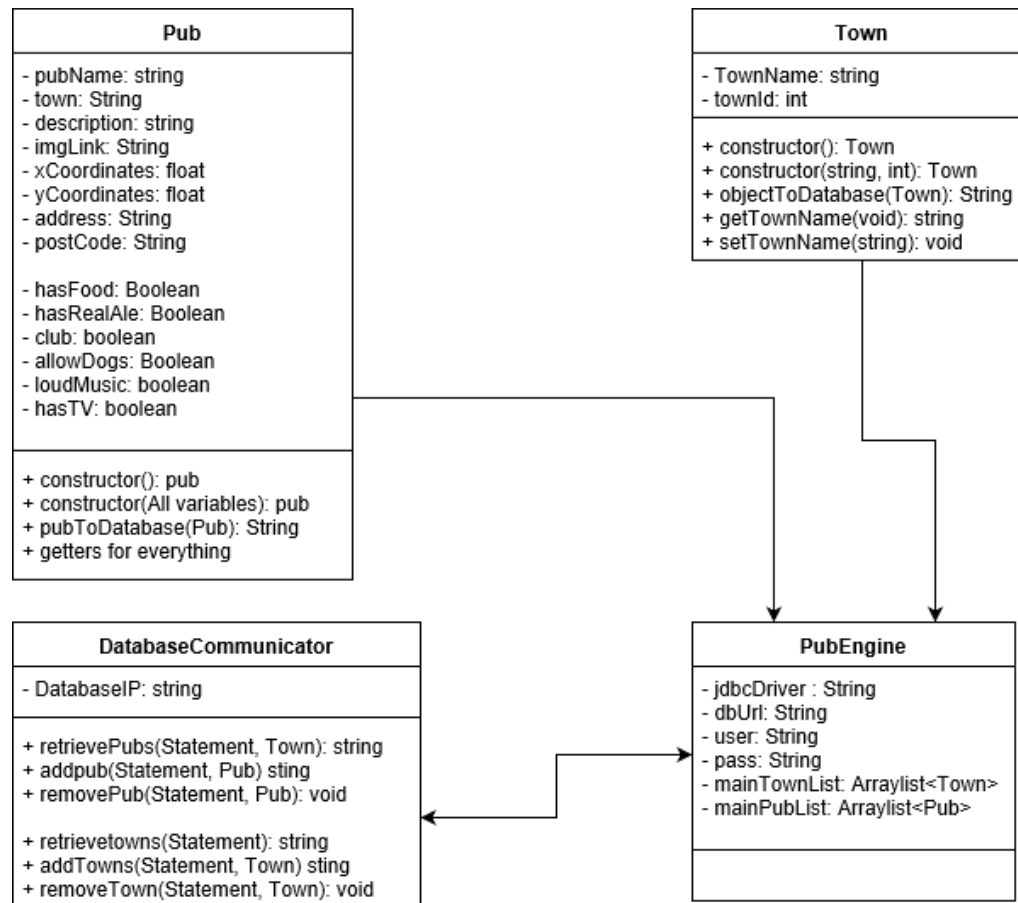 Pub
- pubName: string
- town: String
- description: string
- imgLink: String
- xCoordinates: float
- yCoordinates: float
- address: String
- postCode: String
- hasFood: Boolean
- hasRealAle: Boolean
- club: boolean
- allowDogs: Boolean
- loudMusic: boolean
- hasTV: boolean
+ constructor(): pub
+ constructor(All variables): pub
+ pubToDatabase(Pub): String
+ getters for everything
Town
- TownName: string
- townId: int
+ constructor(): Town
+ constructor(string, int): Town
+ objectToDatabase(Town): String
+ getTownName(void): string
+ setTownName(string): void
DatabaseCommunicator
- DatabaseIP: string
+ retrievePubs(Statement, Town): string
+ addpub(Statement, Pub) sting
+ removePub(Statement, Pub): void
+ retrievetowns(Statement): string
+ addTowns(Statement, Town) sting
+ removeTown(Statement, Town): void
PubEngine
- jdbcDriver : String
- dbUrl: String
- user: String
- pass: String
- mainTownList: Arraylist<Town>
- mainPubList: Arraylist<Pub>